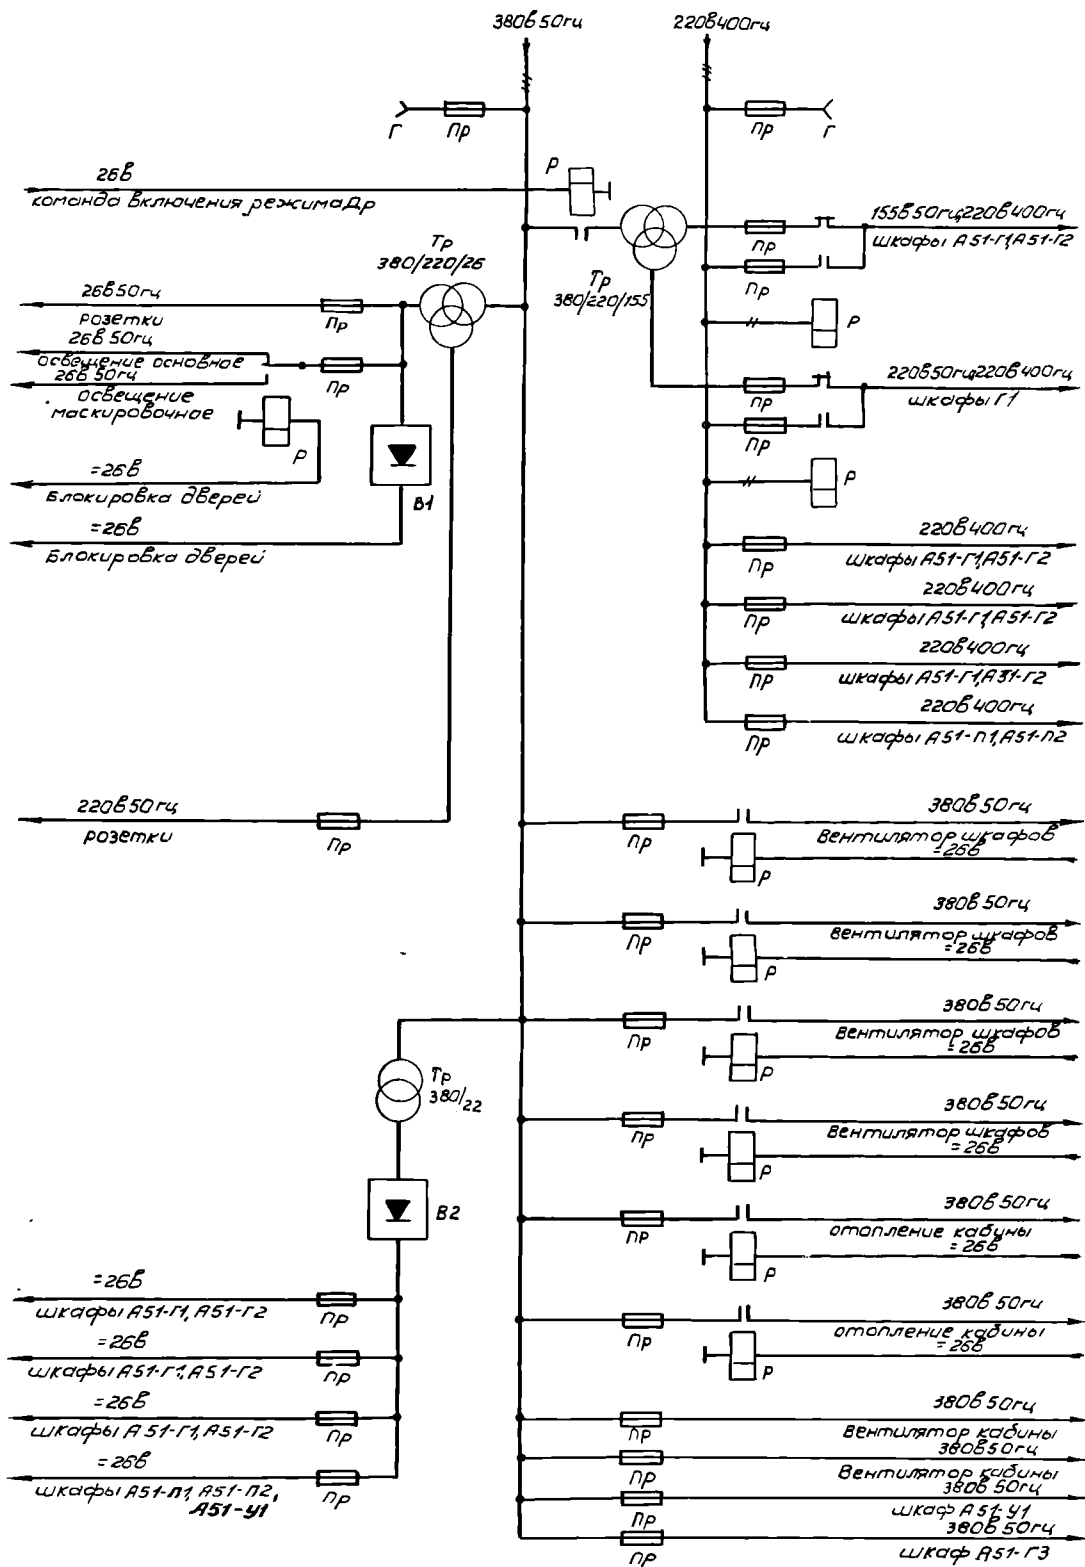 380в 50гц
220в 400гц
Г
Пр
Пр
Г
26в
команда включения режима Др
Р
155в 50гц, 220в 400гц
шкафы А51-Г1, А51-Г2
Пр
Пр
Тр
380/220/26
Тр
380/220/155
26в 50гц
розетки
Пр
Р
26в 50гц
освещение основное
26в 50гц
освещение
маскировочное
Пр
220в 50гц, 220в 400гц
шкафы Г1
Пр
Пр
Р
=26в
Блокировка дверей
В1
Р
=26в
Блокировка дверей
220в 400гц
шкафы А51-Г1, А51-Г2
Пр
220в 400гц
шкафы А51-Г1, А51-Г2
Пр
220в 400гц
шкафы А51-Г1, А31-Г2
Пр
220в 400гц
шкафы А51-П1, А51-П2
Пр
220в 50гц
розетки
Пр
380в 50гц
Вентилятор шкафов
=26в
Пр
Р
380в 50гц
Вентилятор шкафов
=26в
Пр
Р
380в 50гц
Вентилятор шкафов
=26в
Пр
Р
Тр
380/22
380в 50гц
Вентилятор шкафов
=26в
Пр
Р
В2
380в 50гц
отопление кабины
=26в
Пр
Р
=26в
шкафы А51-Г1, А51-Г2
Пр
380в 50гц
отопление кабины
=26в
Пр
Р
=26в
шкафы А51-Г1, А51-Г2
Пр
=26в
шкафы А51-Г1, А51-Г2
Пр
380в 50гц
Вентилятор кабины
Пр
380в 50гц
Вентилятор кабины
Пр
=26в
шкафы А51-П1, А51-П2,
А51-У1
Пр
380в 50гц
шкаф А51-У1
Пр
380в 50гц
шкаф А51-Г3
Пр